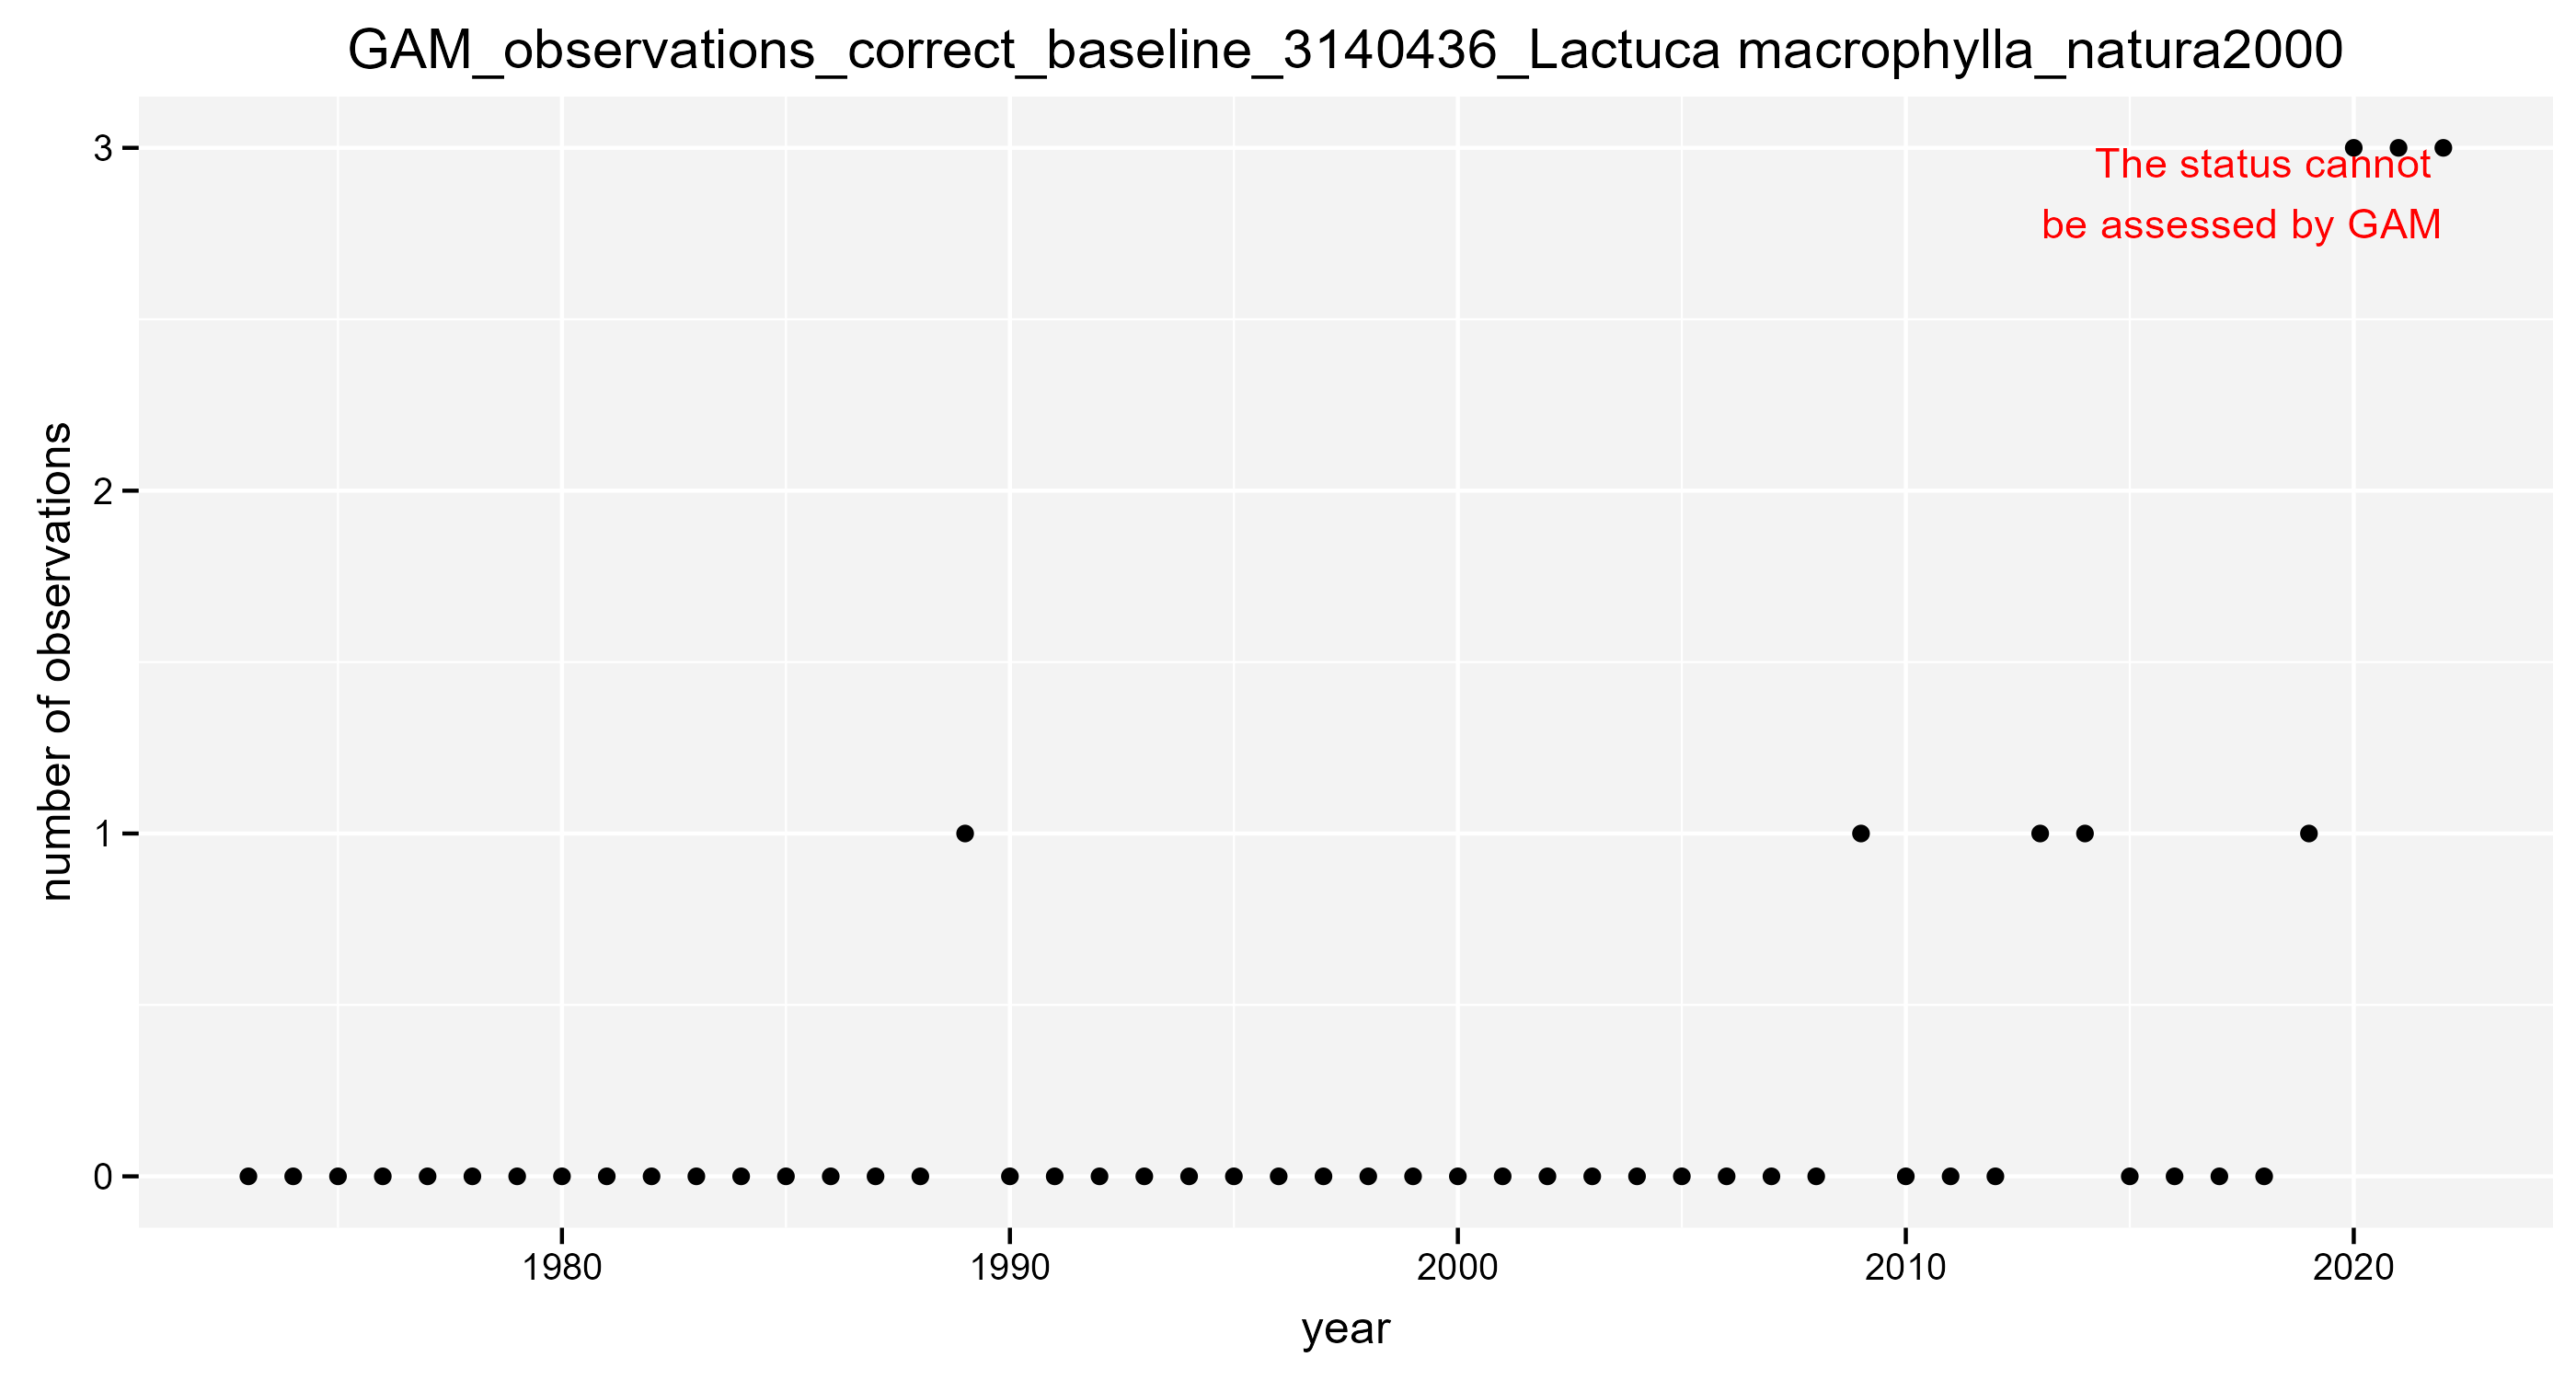 GAM_observations_correct_baseline_3140436_Lactuca macrophylla_natura2000
3
The status cannot
be assessed by GAM
2
number of observations
1
0
1980 1990 2000 2010 2020
year